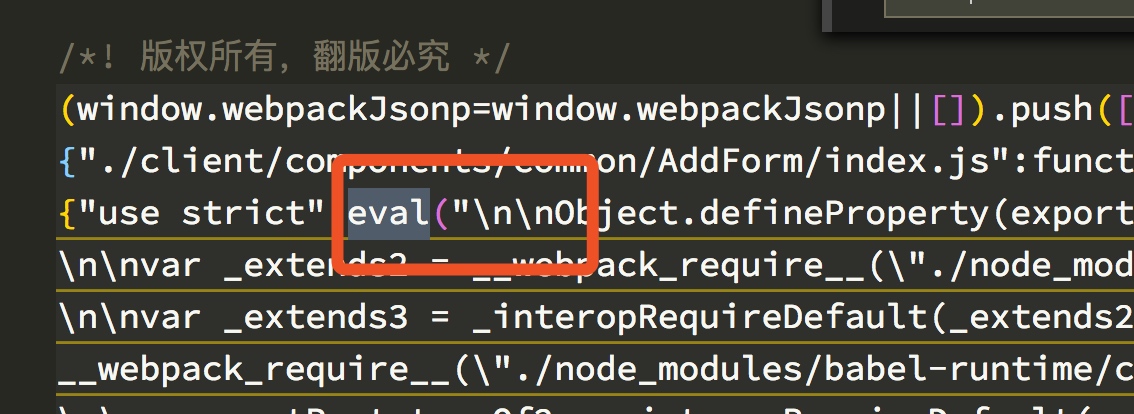 /*! 版权所有, 翻版必究 */
(window.webpackJsonp=window.webpackJsonp||[]).push([
{"./client/components/common/AddForm/index.js":funct
{"use strict" eval("\n\nObject.defineProperty(export
\n\nvar _extends2 = __webpack_require__(\"./node_mod
\n\nvar _extends3 = _interopRequireDefault(_extends2
__webpack_require__(\"./node_modules/babel-runtime/c